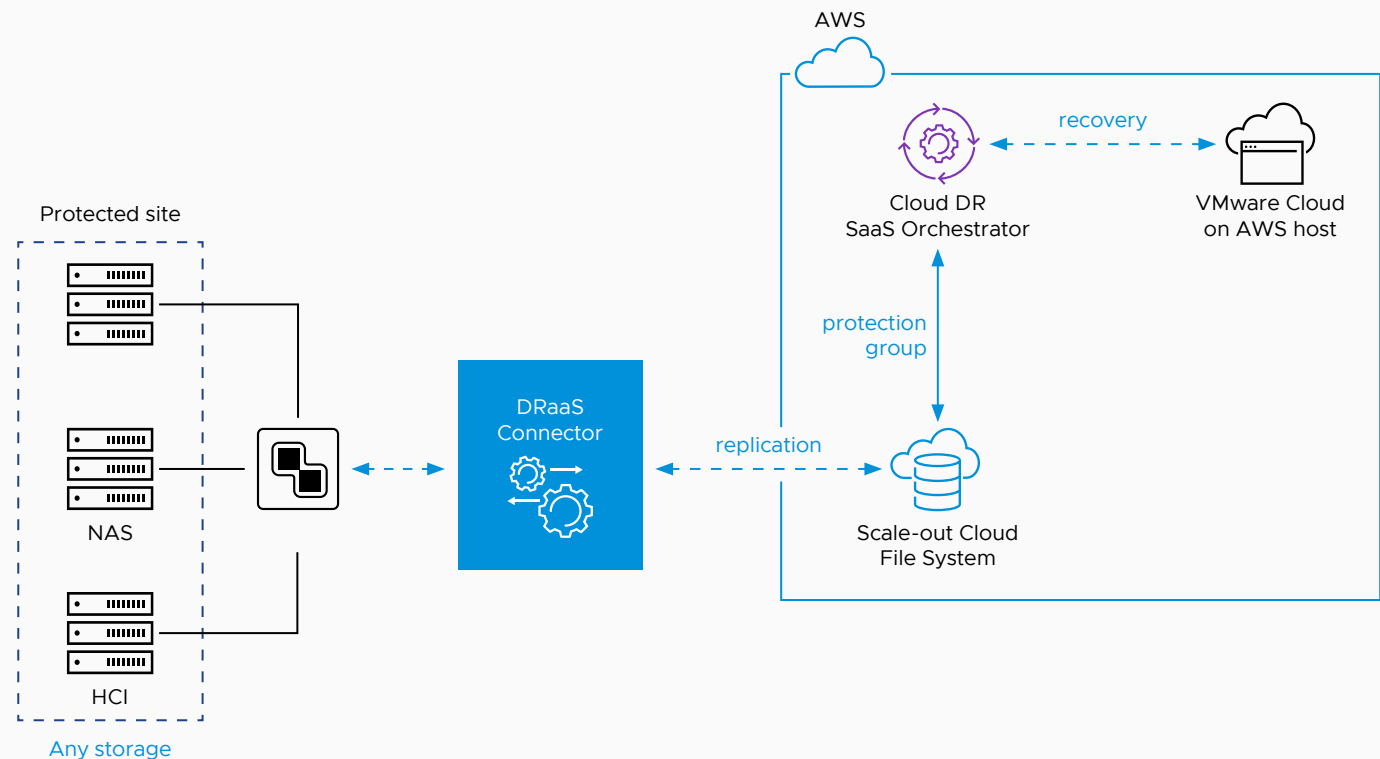 AWS
recovery
Cloud DR
SaaS Orchestrator
VMware Cloud
on AWS host
Protected site
protection
group
DRaaS
Connector
replication
NAS
Scale-out Cloud
File System
HCI
Any storage